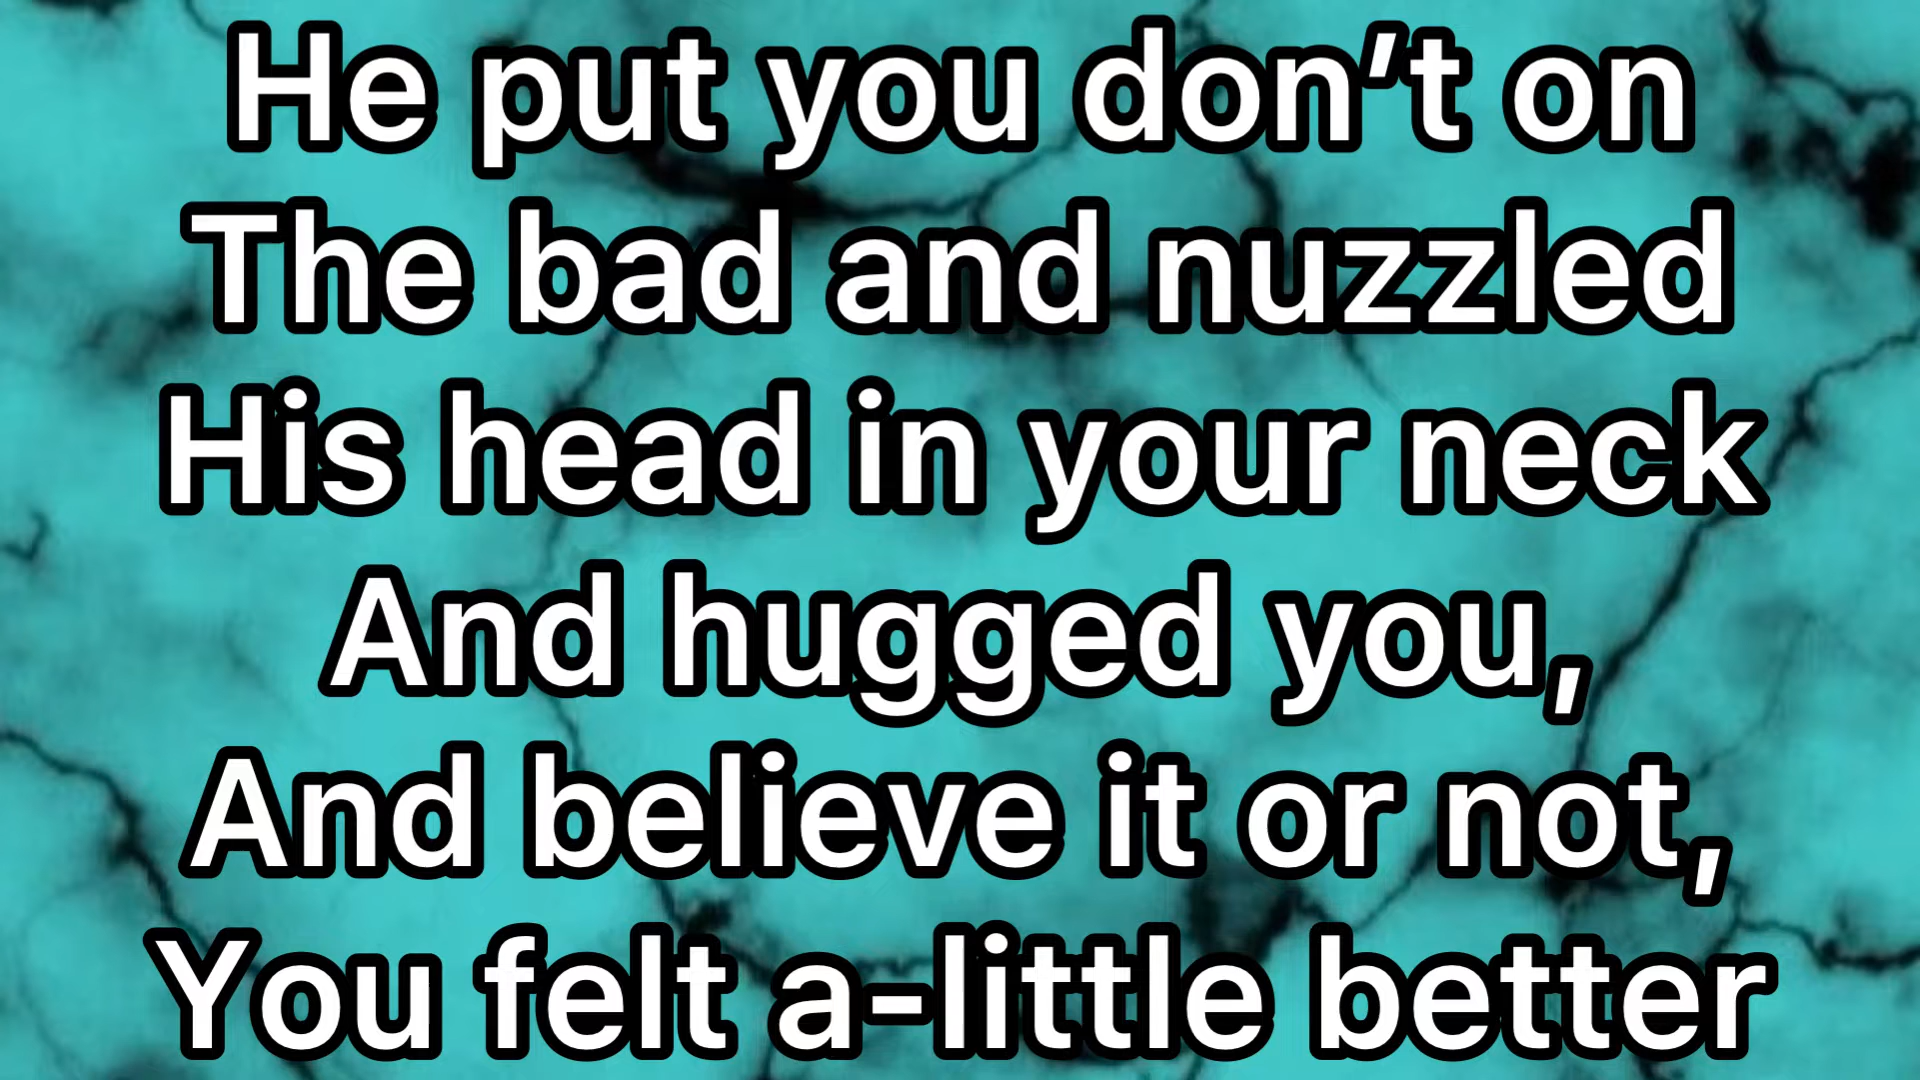 He put you don’t on
The bad and nuzzled
His head in your neck
And hugged you,
And believe it or not,
You felt a-little better